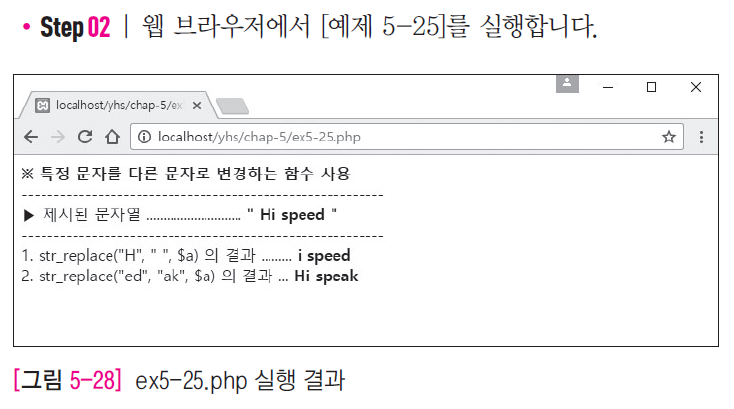 • Step 02 | 웹 브라우저에서 [예제 5-25]를 실행합니다.
localhost/yhs/chap-5/ex
localhost/yhs/chap-5/ex5-25.php
※ 특정 문자를 다른 문자로 변경하는 함수 사용
------------------------------------------------------------
▶ 제시된 문자열 ........................... " Hi speed "
------------------------------------------------------------
1. str_replace("H", " ", $a) 의 결과 ......... i speed
2. str_replace("ed", "ak", $a) 의 결과 ... Hi speak
[그림 5-28] ex5-25.php 실행 결과